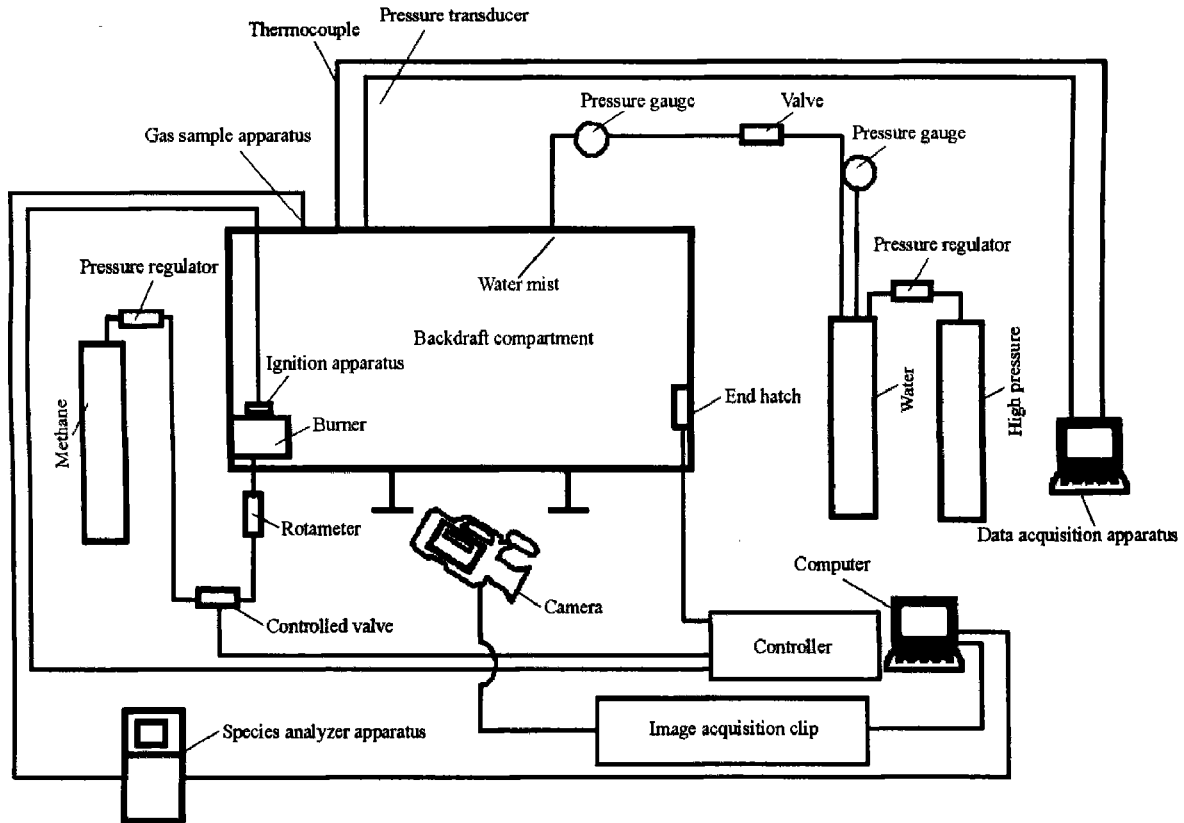 Pressure transducer
Thermocouple
Pressure gauge
Valve
Pressure gauge
Gas sample apparatus
Pressure regulator
Pressure regulator
Water mist
Backdraft compartment
Ignition apparatus
End hatch
Burner
Methane
Water
High pressure
Rotameter
Data acquisition apparatus
Computer
Camera
Controlled valve
Controller
Species analyzer apparatus
Image acquisition clip